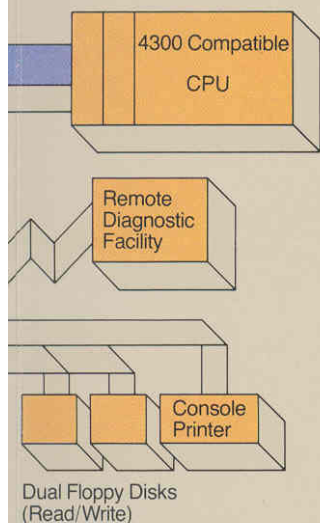 4300 Compatible
CPU
Remote
Diagnostic
Facility
Console
Printer
Dual Floppy Disks
(Read/Write)